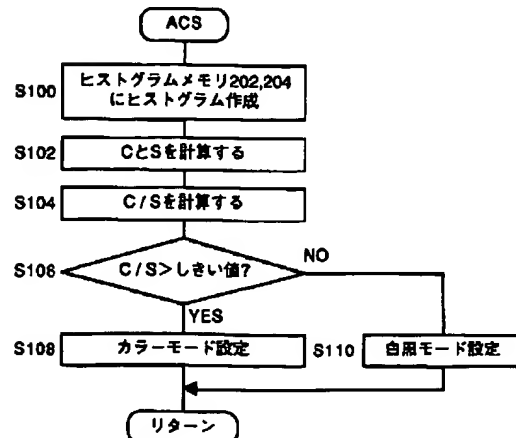 ACS
S100
ヒストグラムメモリ202,204
にヒストグラム作成
S102
CとSを計算する
S104
C/Sを計算する
S106
C/S>しきい値?
NO
YES
S108
カラーモード設定
S110
白黒モード設定
リターン